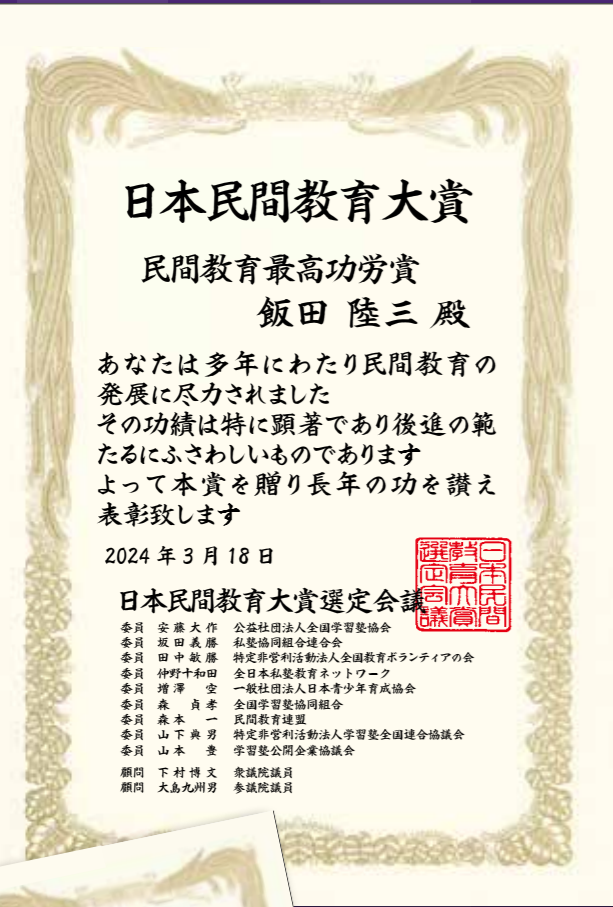 日本民間教育大賞
民間教育最高功労賞
飯田 陸三 殿
あなたは多年にわたり民間教育の
発展に尽力されました
その功績は特に顕著であり後進の範
たるにふさわしいものであります
よって本賞を贈り長年の功を讃え
表彰致します
2024 年 3 月 18 日
日本民間教育大賞選定会議
日本民間
教育大賞
選定会議
委員 安藤大作 公益社団法人全国学習塾協会
委員 坂田義勝 私塾協同組合連合会
委員 田中敏勝 特定非営利活動法人全国教育ボランティアの会
委員 仲野十和田 全日本私塾教育ネットワーク
委員 増澤 空 一般社団法人日本青少年育成協会
委員 森 貞孝 全国学習塾協同組合
委員 森本 一 民間教育連盟
委員 山下典男 特定非営利活動法人学習塾全国連合協議会
委員 山本 豊 学習塾公開企業協議会
顧問 下村博文 衆議院議員
顧問 大島九州男 参議院議員